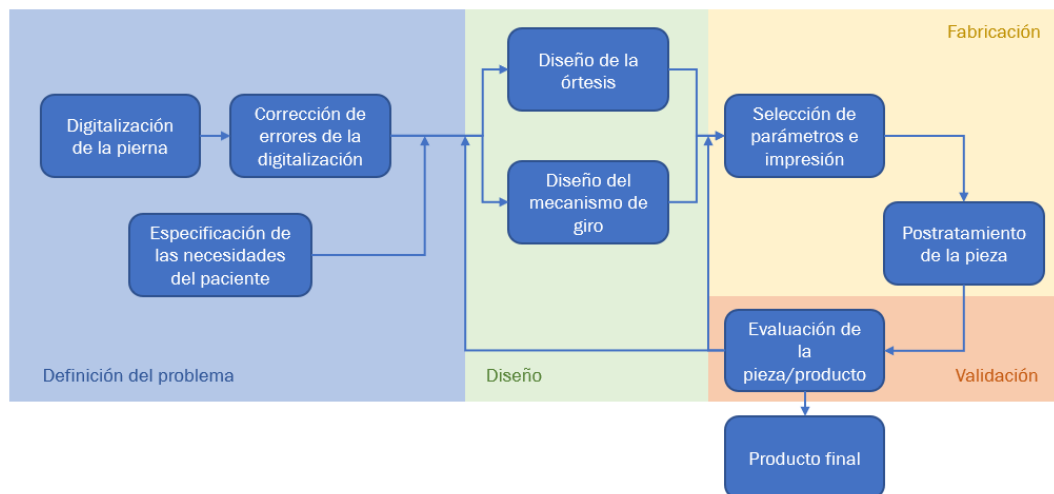 Fabricación
Digitalización
de la pierna
Corrección de
errores de la
digitalización
Especificación de
las necesidades
del paciente
Definición del problema
Diseño de la
órtesis
Diseño del
mecanismo de
giro
Diseño
Selección de
parámetros e
impresión
Postratamiento
de la pieza
Evaluación de
la
pieza/producto
Validación
Producto final